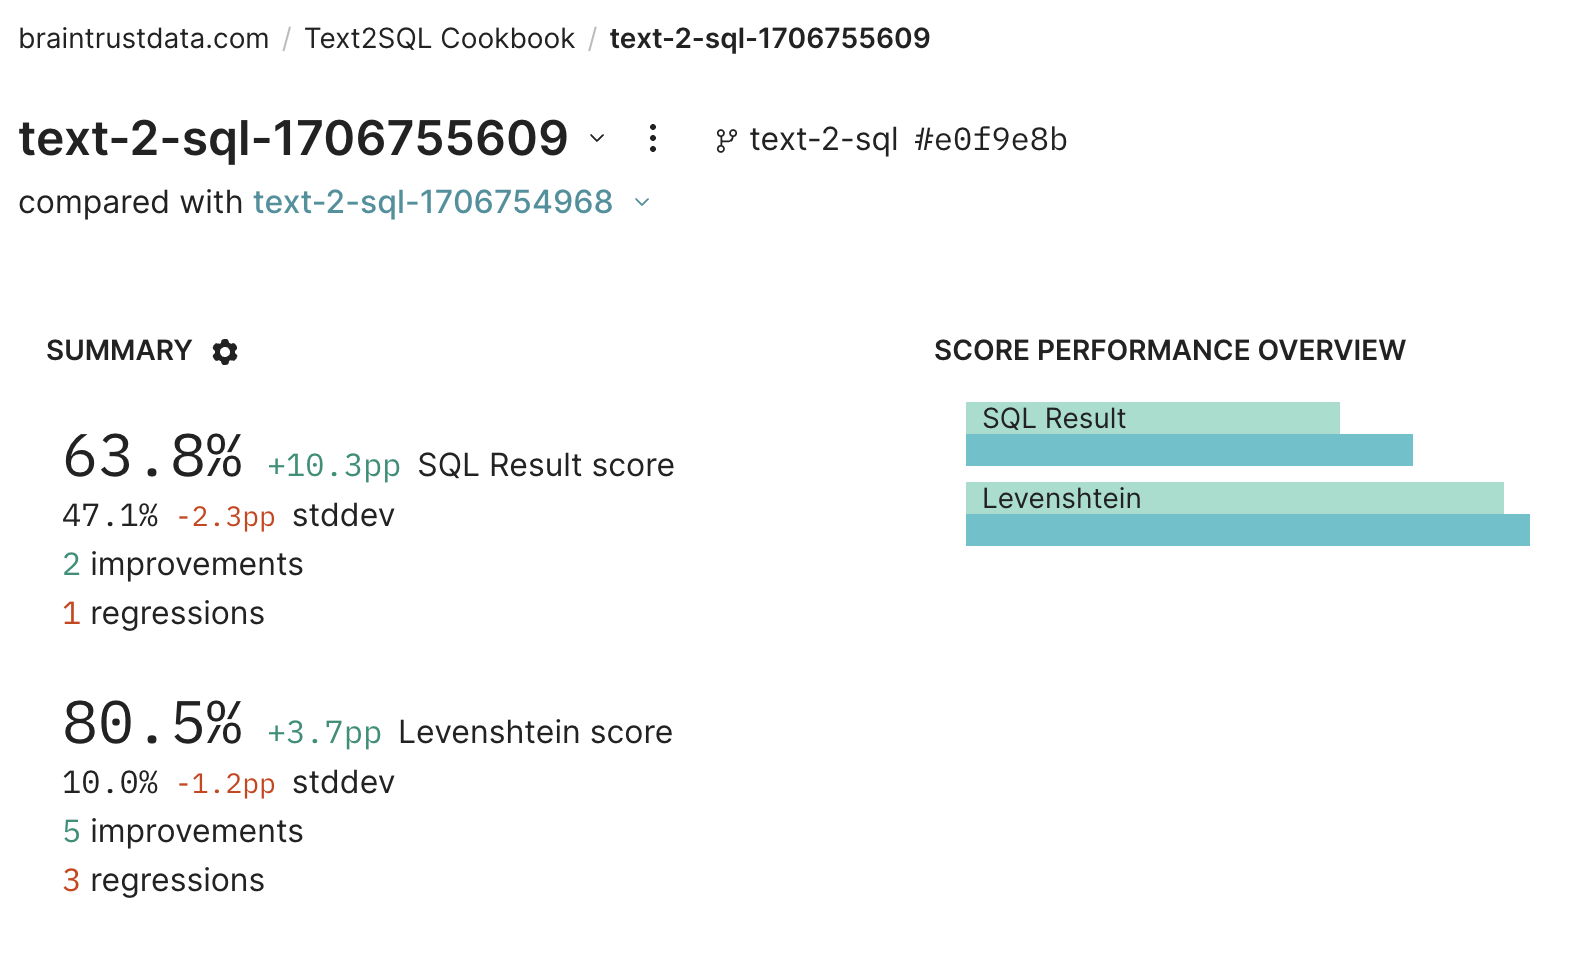 braintrustdata.com / Text2SQL Cookbook / text-2-sql-1706755609
text-2-sql-1706755609 text-2-sql #e0f9e8b
compared with text-2-sql-1706754968
SUMMARY
63.8% +10.3pp SQL Result score
47.1% -2.3pp stddev
2 improvements
1 regressions
80.5% +3.7pp Levenshtein score
10.0% -1.2pp stddev
5 improvements
3 regressions
SCORE PERFORMANCE OVERVIEW
SQL Result
Levenshtein